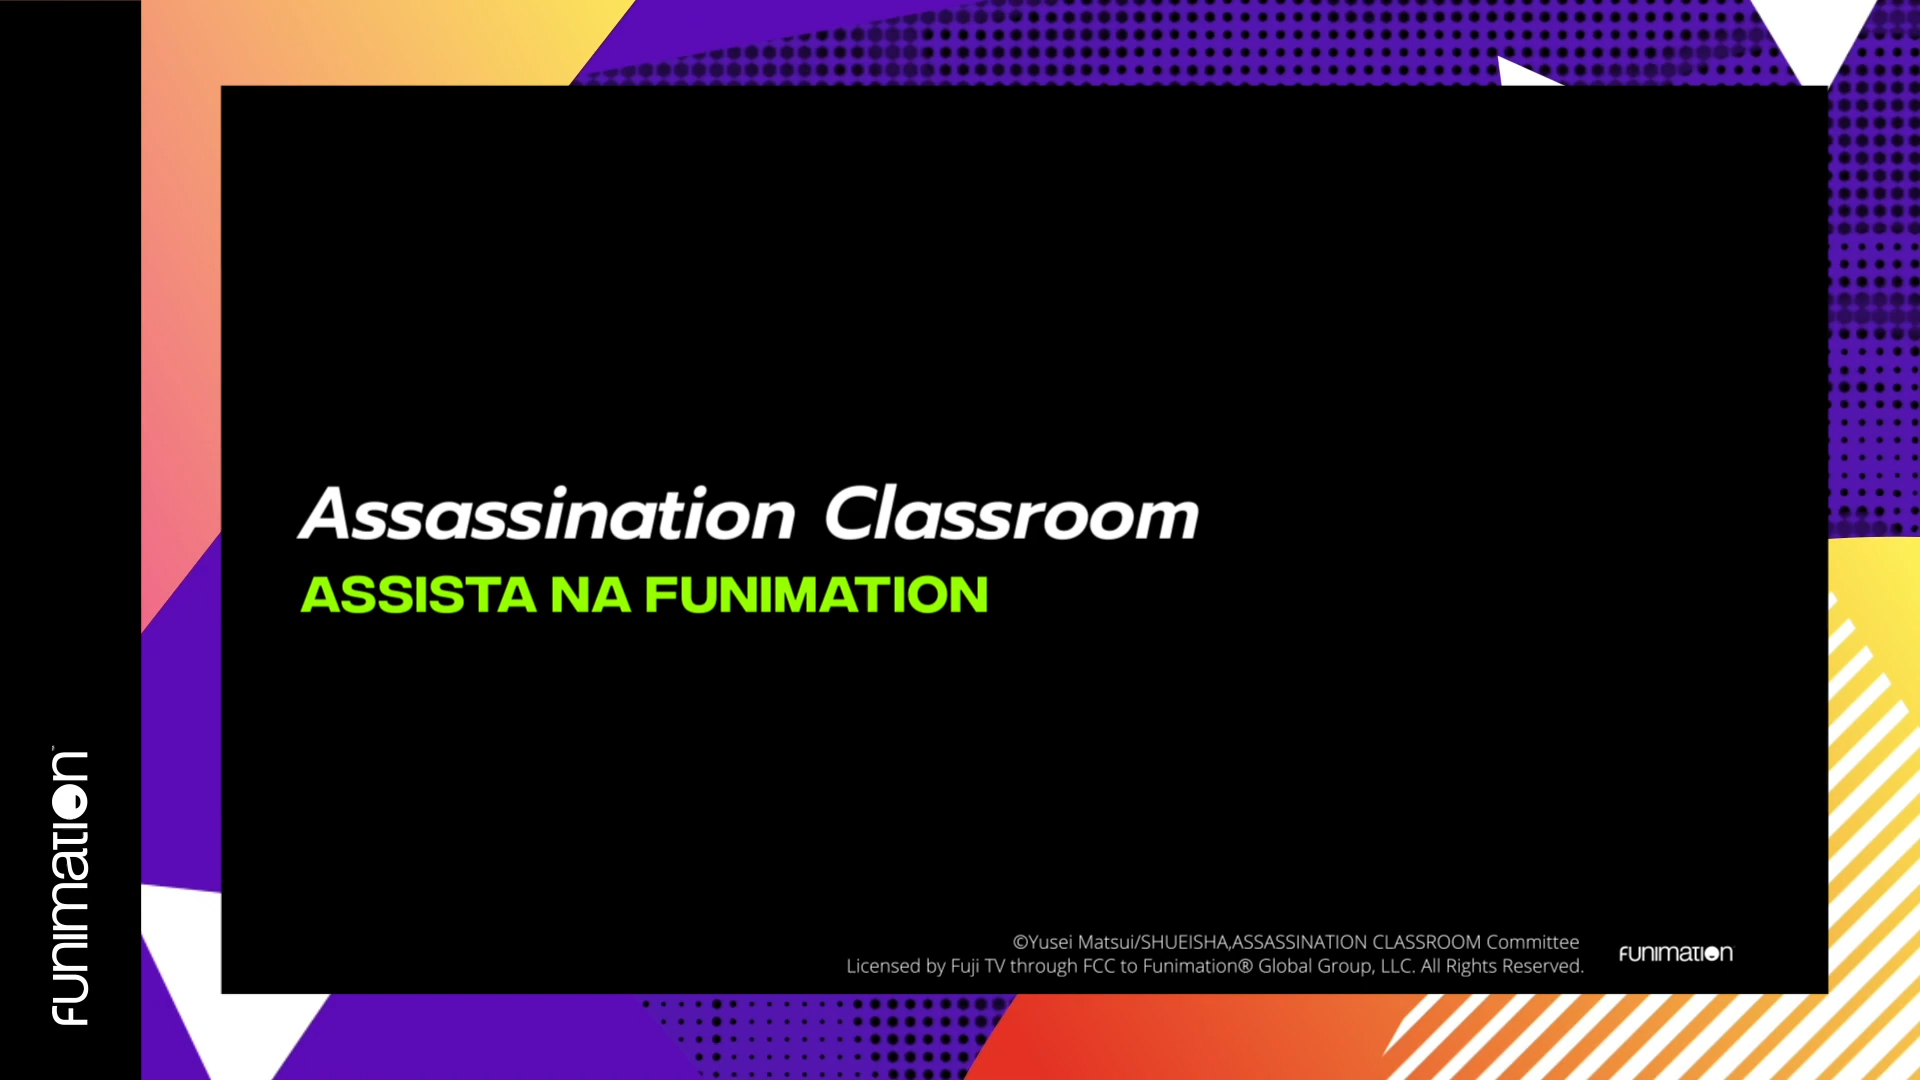 Assassination Classroom
ASSISTA NA FUNIMATION
©Yusei Matsui/SHUEISHA,ASSASSINATION CLASSROOM Committee
Licensed by Fuji TV through FCC to Funimation® Global Group, LLC. All Rights Reserved.
funimation
funimation